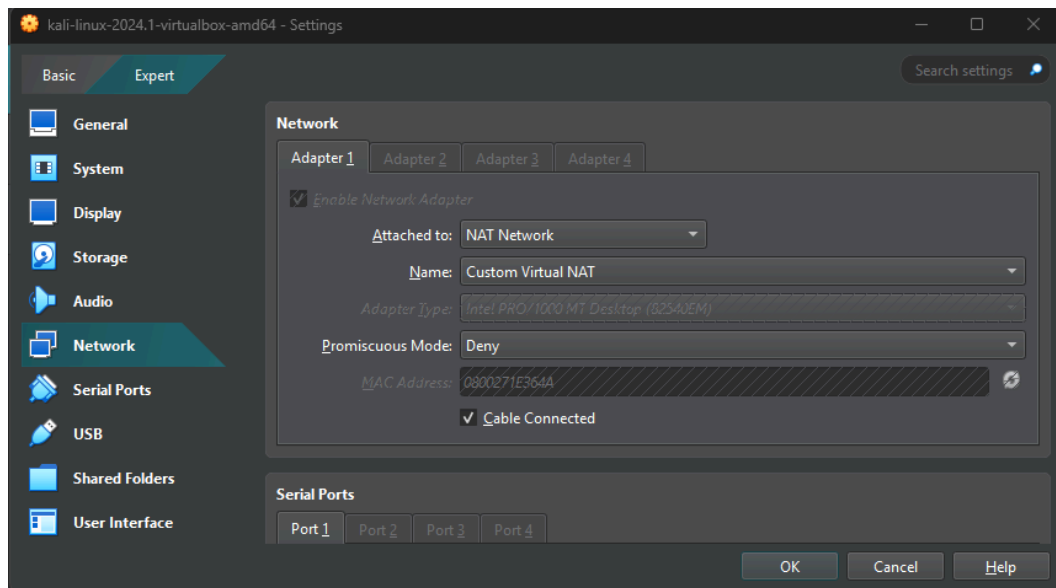 kali-linux-2024.1-virtualbox-amd64 - Settings
Basic
Expert
Search settings
General
System
Display
Storage
Audio
Network
Serial Ports
USB
Shared Folders
User Interface
Network
Adapter 1
Adapter 2
Adapter 3
Adapter 4
Enable Network Adapter
Attached to: NAT Network
Name: Custom Virtual NAT
Adapter Type: Intel PRO/1000 MT Desktop (82540EM)
Promiscuous Mode: Deny
MAC Address: 0800271E364A
Cable Connected
Serial Ports
Port 1
Port 2
Port 3
Port 4
OK
Cancel
Help